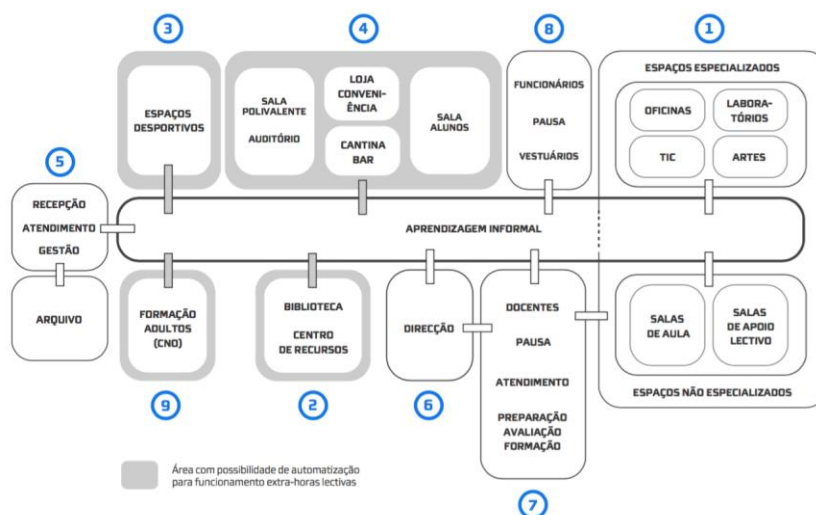 3
4
8
1
ESPAÇOS
DESPORTIVOS
SALA
POLIVALENTE
AUDITÓRIO
LOJA
CONVENI-
ÊNCIA
CANTINA
BAR
SALA
ALUNOS
FUNCIONÁRIOS
PAUSA
VESTUÁRIOS
ESPAÇOS ESPECIALIZADOS
OFICINAS
LABORA-
TÓRIOS
TIC
ARTES
5
RECEPÇÃO
ATENDIMENTO
GESTÃO
APRENDIZAGEM INFORMAL
ARQUIVO
FORMAÇÃO
ADULTOS
(CNO)
BIBLIOTECA
CENTRO
DE RECURSOS
DIRECÇÃO
DOCENTES
PAUSA
ATENDIMENTO
PREPARAÇÃO
AVALIAÇÃO
FORMAÇÃO
SALAS
DE AULA
SALAS
DE APOIO
LECTIVO
ESPAÇOS NÃO ESPECIALIZADOS
9
2
6
7
Área com possibilidade de automatização
para funcionamento extra-horas lectivas